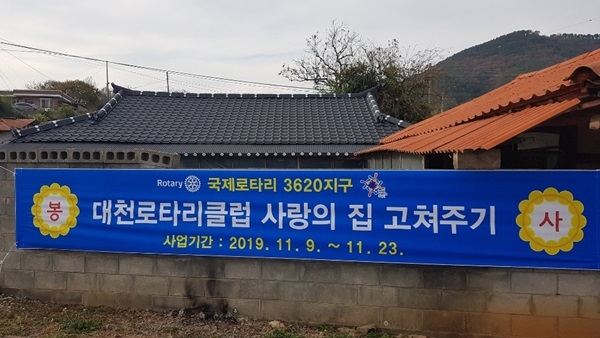 Rotary 국제로타리 3620지구
봉 대천로타리클럽 사랑의 집 고쳐주기 사
사업기간 : 2019. 11. 9. ~ 11. 23.